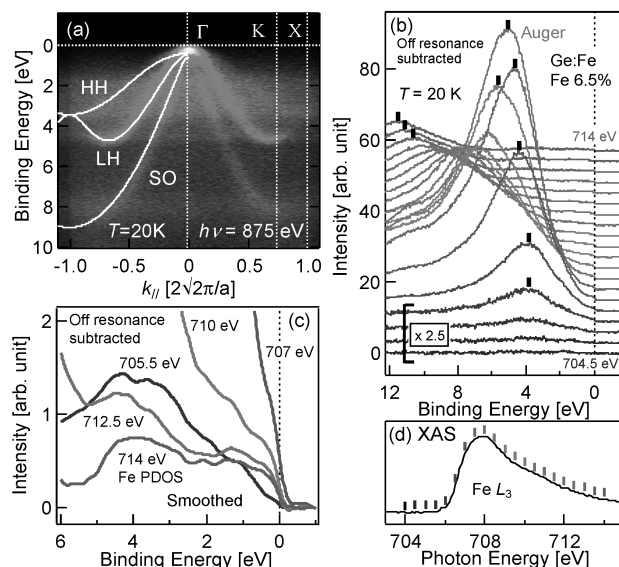 (a)
Γ K X
0
2
4
6
8
10
Binding Energy [eV]
HH
LH
SO
T=20K hν = 875 eV
-1.0 -0.5 0 0.5 1.0
k// [2√2π/a]
(b)
Off resonance
subtracted
Auger
Ge:Fe
Fe 6.5%
T = 20 K
714 eV
80
60
40
20
0
Intensity [arb. unit]
x 2.5
704.5 eV
12 8 4 0
Binding Energy [eV]
(c)
Off resonance
subtracted
710 eV
707 eV
705.5 eV
712.5 eV
714 eV
Fe PDOS
Smoothed
2
1
0
Intensity [arb. unit]
6 4 2 0
Binding Energy [eV]
(d) XAS
Fe L3
704 708 712
Photon Energy [eV]